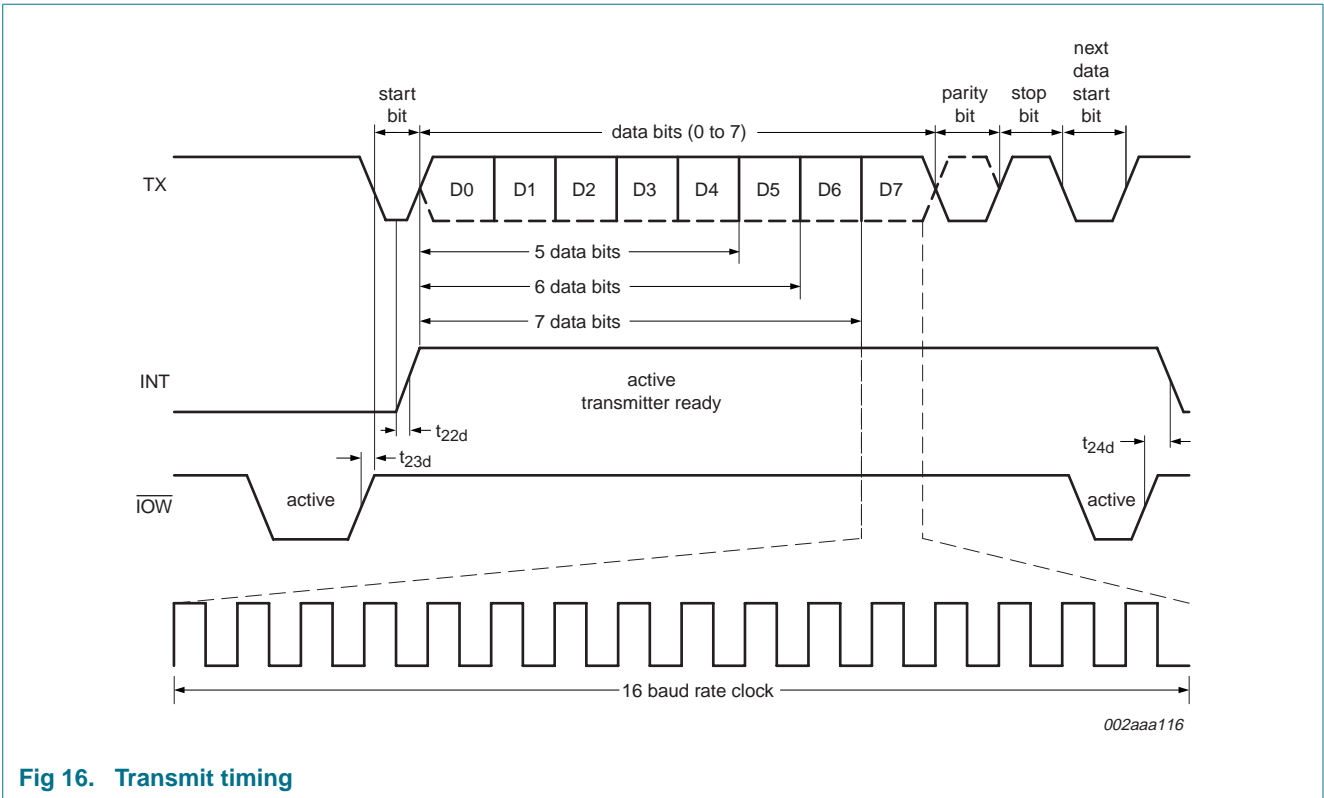 start
bit
data bits (0 to 7)
parity
bit
stop
bit
next
data
start
bit
TX
D0 D1 D2 D3 D4 D5 D6 D7
5 data bits
6 data bits
7 data bits
INT
active
transmitter ready
t22d
t23d
t24d
IOW
active
active
16 baud rate clock
002aaa116
Fig 16. Transmit timing